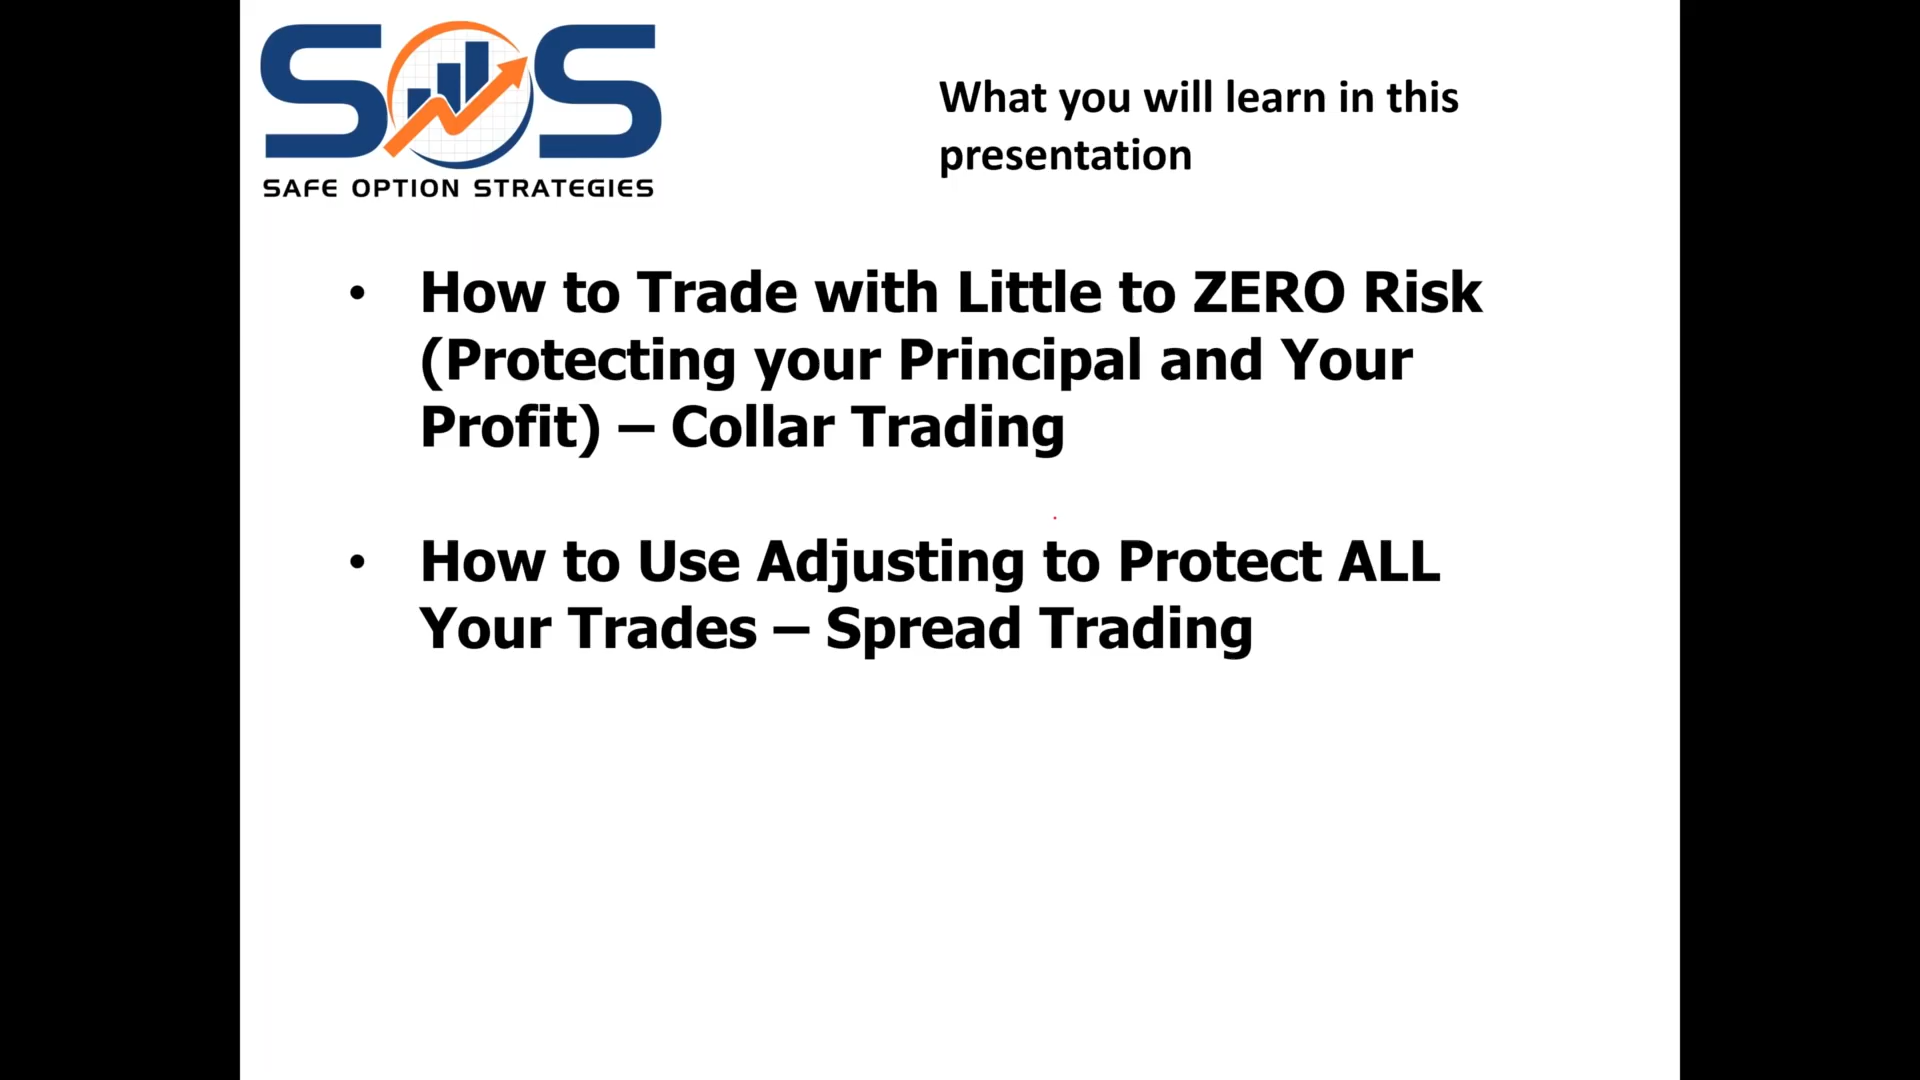 SOS
SAFE OPTION STRATEGIES
What you will learn in this
presentation
• How to Trade with Little to ZERO Risk
(Protecting your Principal and Your
Profit) – Collar Trading
• How to Use Adjusting to Protect ALL
Your Trades – Spread Trading